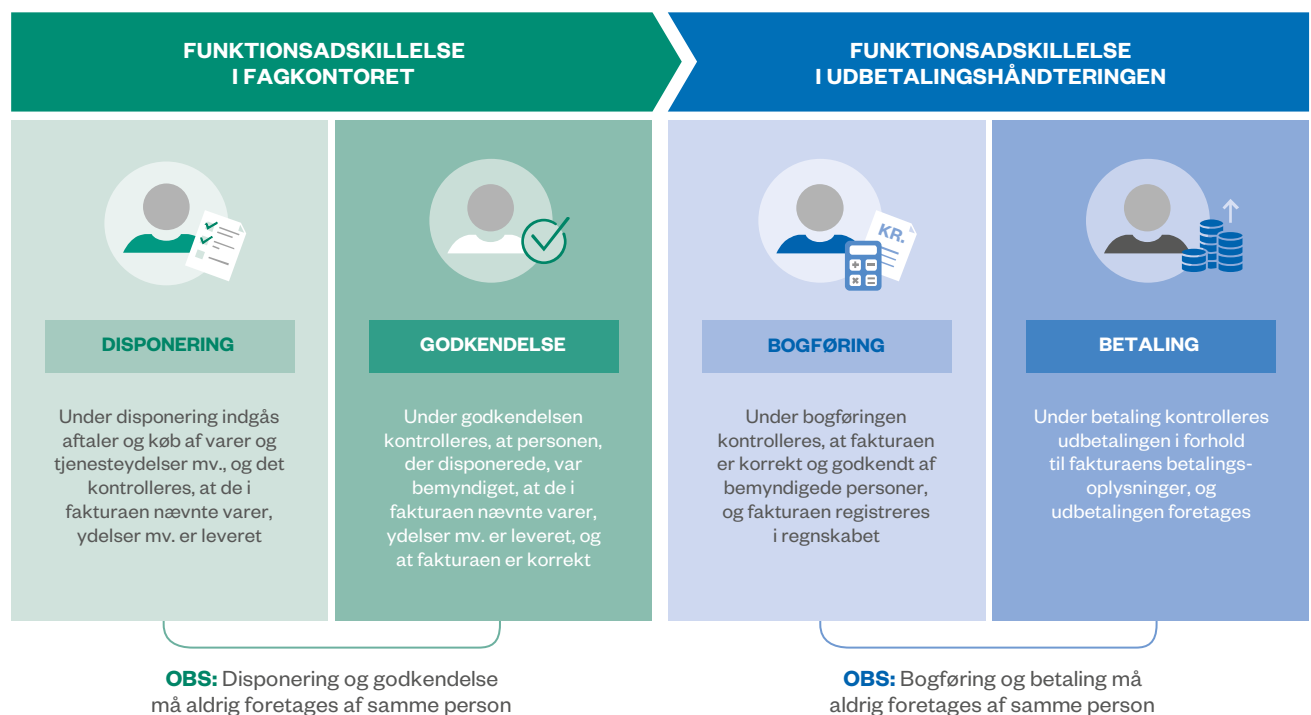 FUNKTIONSADSKILLELSE
I FAGKONTORET
FUNKTIONSADSKILLELSE
I UDBETALINGSHÅNDTERINGEN
DISPONERING
Under disponering indgås
aftaler og køb af varer og
tjenesteydelser mv., og det
kontrolleres, at de i
fakturaen nævnte varer,
ydelser mv. er leveret
GODKENDELSE
Under godkendelsen
kontrolleres, at personen,
der disponerede, var
bemyndiget, at de i
fakturaen nævnte varer,
ydelser mv. er leveret, og
at fakturaen er korrekt
KR.
BOGFØRING
Under bogføringen
kontrolleres, at fakturaen
er korrekt og godkendt af
bemyndigede personer,
og fakturaen registreres
i regnskabet
BETALING
Under betaling kontrolleres
udbetalingen i forhold
til fakturaens betalings-
oplysninger, og
udbetalingen foretages
OBS: Disponering og godkendelse
må aldrig foretages af samme person
OBS: Bogføring og betaling må
aldrig foretages af samme person